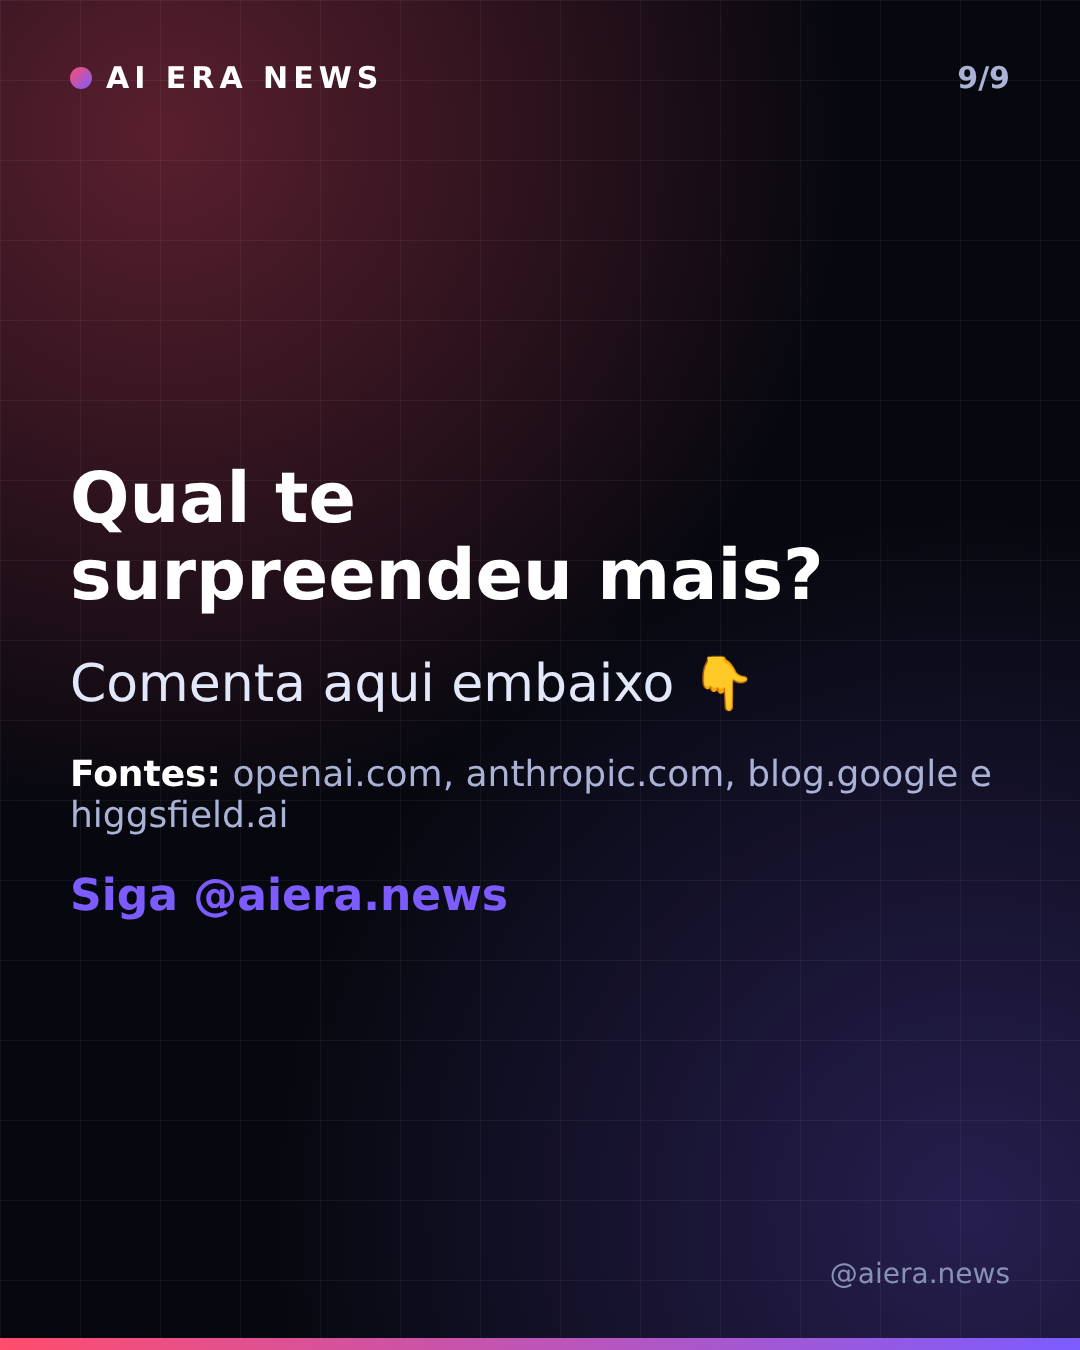 AI ERA NEWS
9/9
Qual te
surpreendeu mais?
Comenta aqui embaixo 👇
Fontes: openai.com, anthropic.com, blog.google e
higgsfield.ai
Siga @aiera.news
@aiera.news